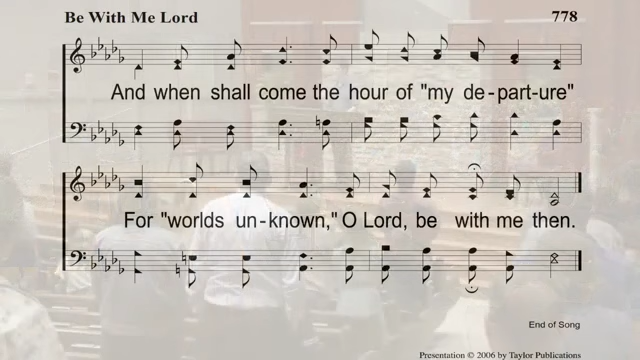 Be With Me Lord 778
And when shall come the hour of "my de-part-ure"
For "worlds un-known," O Lord, be with me then.
End of Song
Presentation © 2006 by Taylor Publications